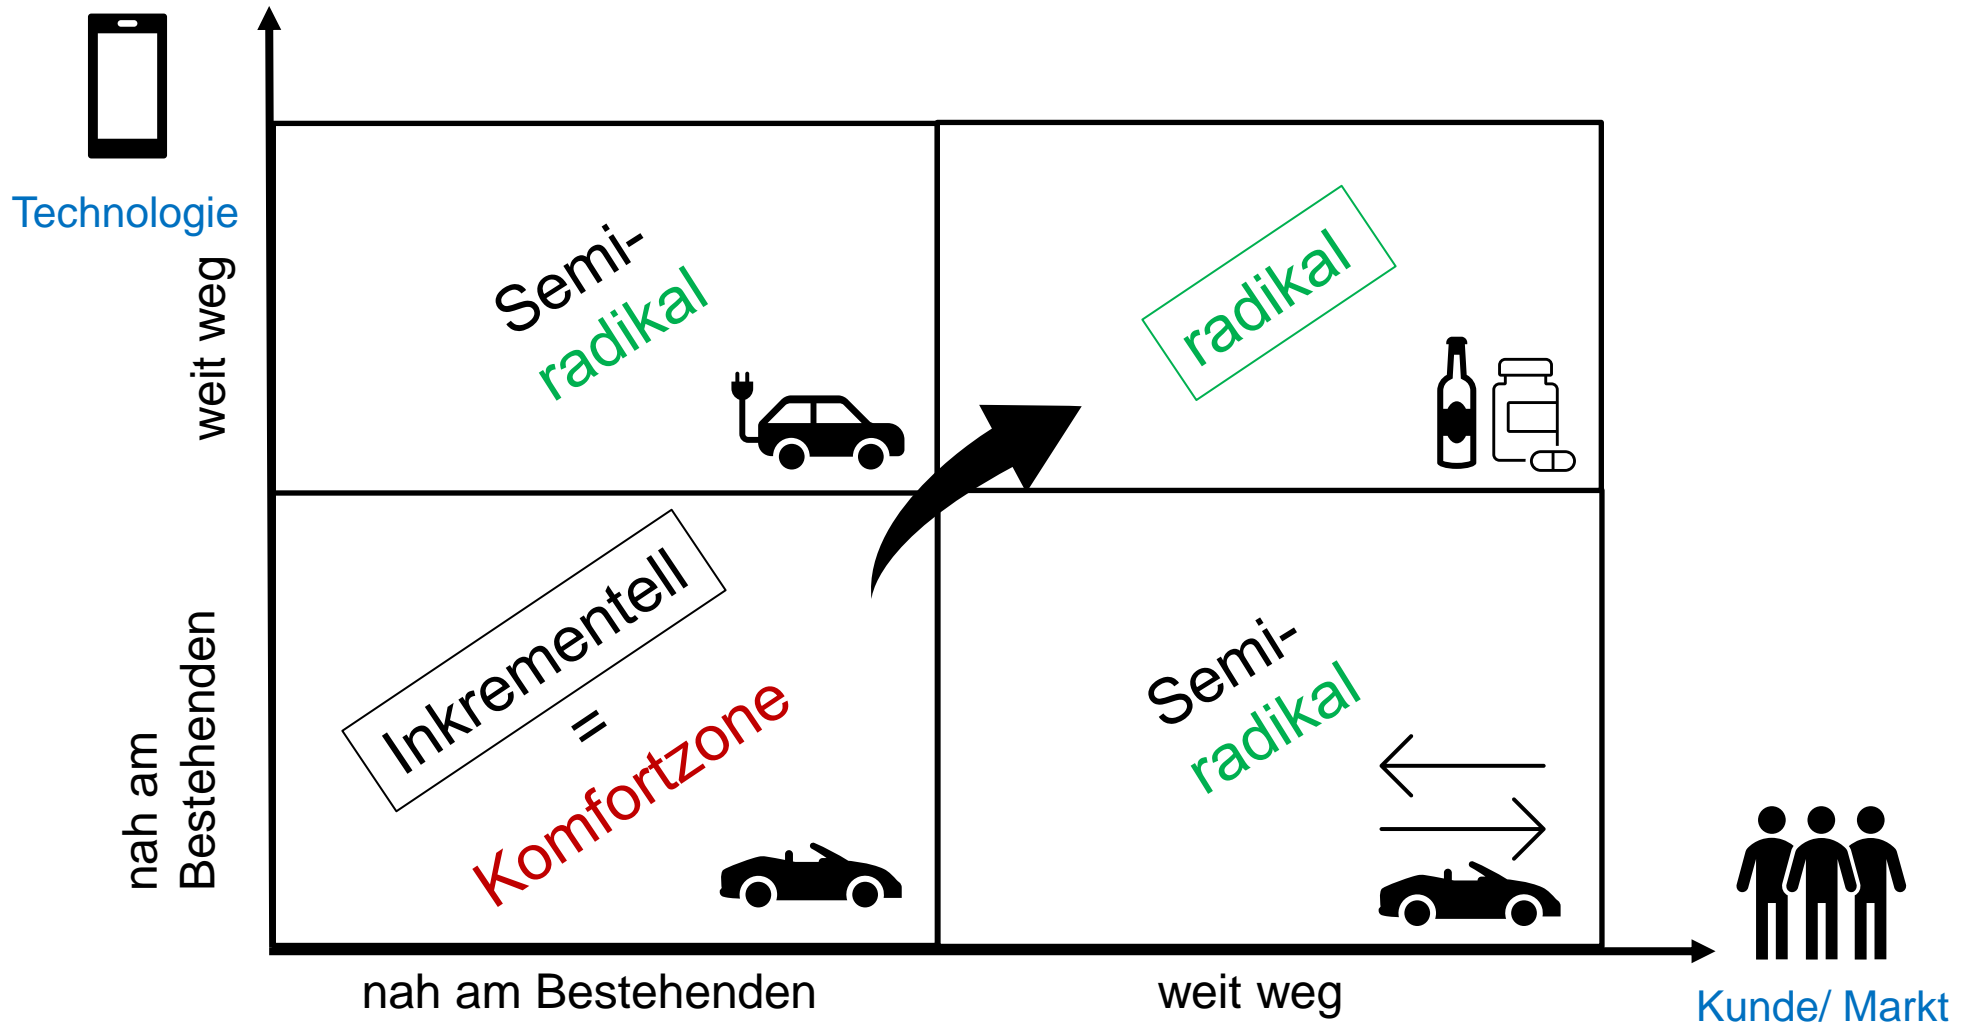 Technologie
weit weg
nah am
Bestehenden
Semi-
radikal
radikal
Inkrementell
=
Komfortzone
Semi-
radikal
nah am Bestehenden
weit weg
Kunde/ Markt